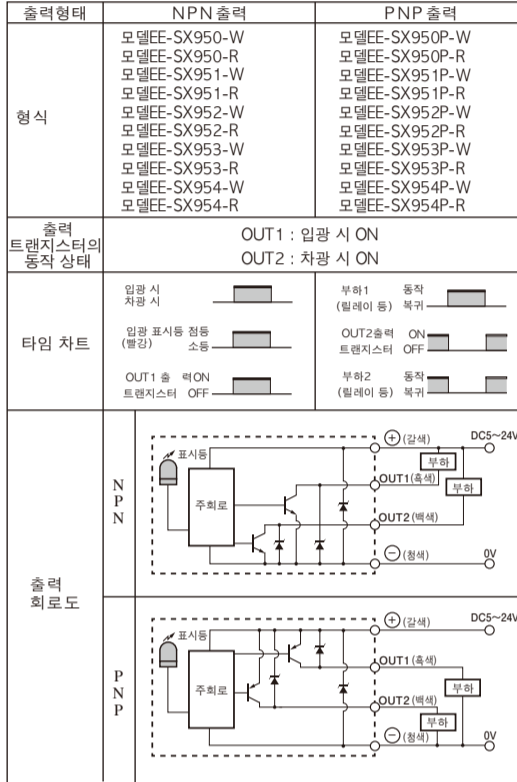 출력형태
NPN 출력
PNP 출력
형식
모델EE-SX950-W
모델EE-SX950-R
모델EE-SX951-W
모델EE-SX951-R
모델EE-SX952-W
모델EE-SX952-R
모델EE-SX953-W
모델EE-SX953-R
모델EE-SX954-W
모델EE-SX954-R
모델EE-SX950P-W
모델EE-SX950P-R
모델EE-SX951P-W
모델EE-SX951P-R
모델EE-SX952P-W
모델EE-SX952P-R
모델EE-SX953P-W
모델EE-SX953P-R
모델EE-SX954P-W
모델EE-SX954P-R
출력
트랜지스터의
동작 상태
OUT1 : 입광 시 ON
OUT2 : 차광 시 ON
타임 차트
입광 시
차광 시
입광 표시등 점등
(빨강) 소등
OUT1 출 력ON
트랜지스터 OFF
부하1 동작
(릴레이 등) 복귀
OUT2출력 ON
트랜지스터 OFF
부하2 동작
(릴레이 등) 복귀
출력
회로도
NPN
표시등
주회로
⊕ (갈색)
DC5~24V
부하
OUT1(흑색)
부하
OUT2 (백색)
⊖ (청색)
0V
PNP
표시등
주회로
⊕ (갈색)
DC5~24V
OUT1 (흑색)
부하
OUT2 (백색)
부하
⊖ (청색)
0V